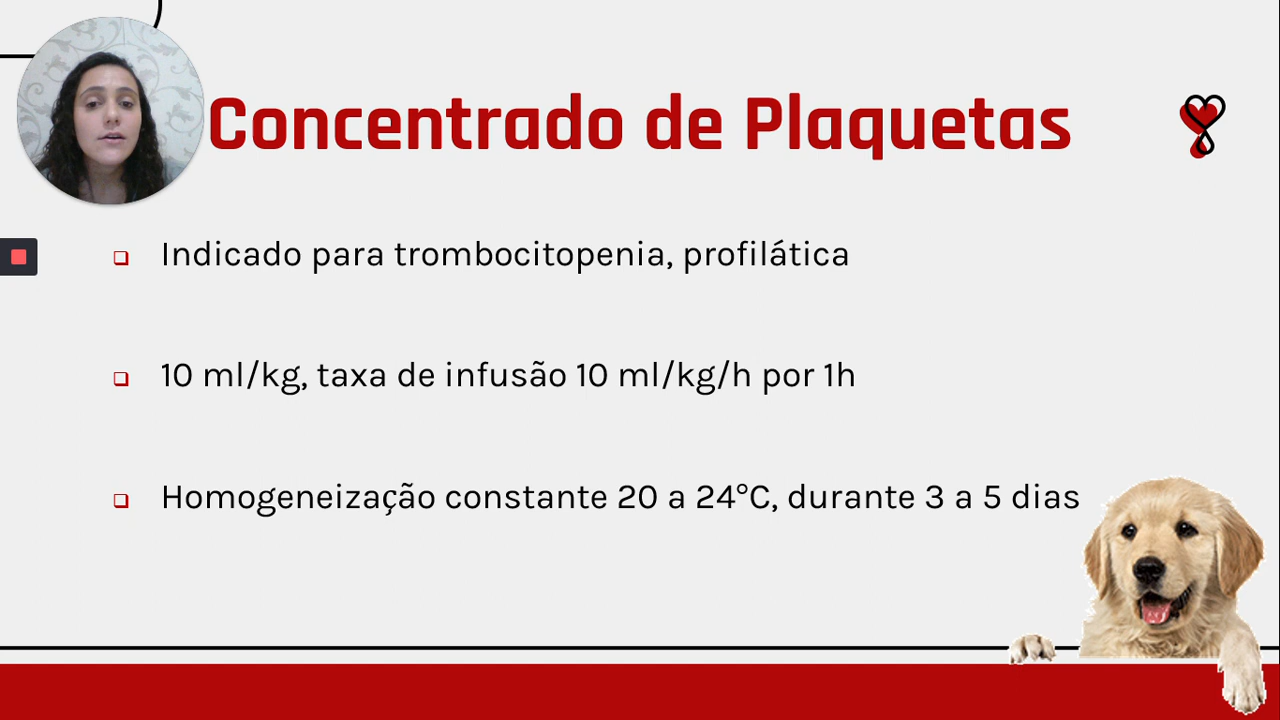 Concentrado de Plaquetas
Indicado para trombocitopenia, profilática
10 ml/kg, taxa de infusão 10 ml/kg/h por 1h
Homogeneização constante 20 a 24°C, durante 3 a 5 dias